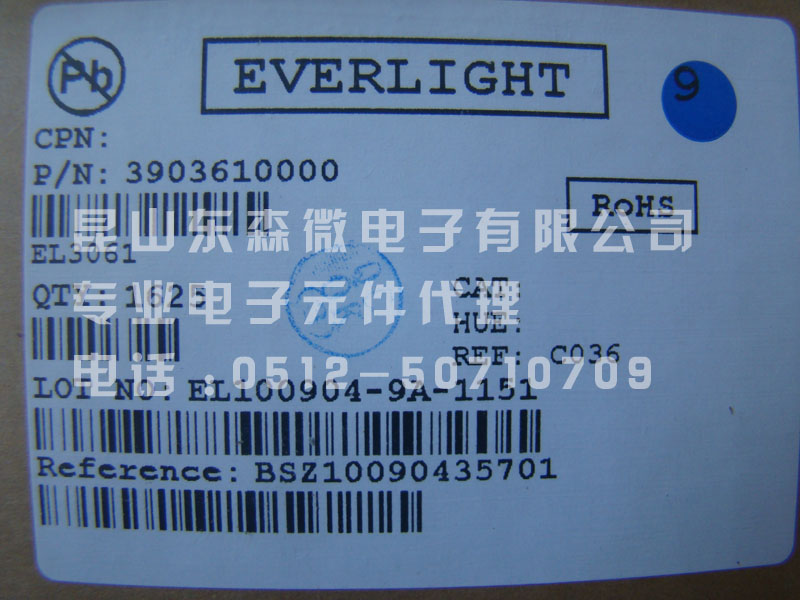 Pb
EVERLIGHT
9
CPN:
P/N: 3903610000
RoHS
昆山东森微电子有限公司
EL3061
专业电子元件代理
QTY: 1625
CAT:
HUE:
REF: C036
电话：0512-50710709
LOT NO: EL100904-9A-1151
Reference: BSZ10090435701